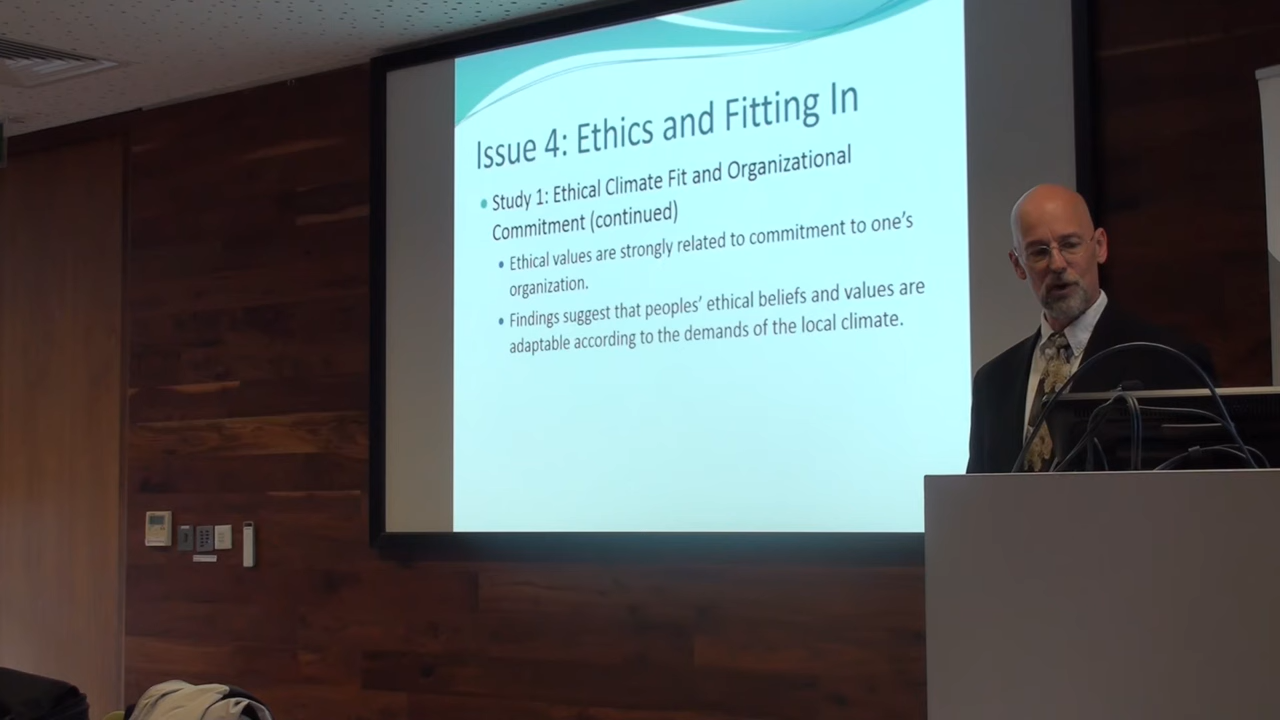 Issue 4: Ethics and Fitting In
• Study 1: Ethical Climate Fit and Organizational
Commitment (continued)
• Ethical values are strongly related to commitment to one's
organization.
• Findings suggest that peoples' ethical beliefs and values are
adaptable according to the demands of the local climate.